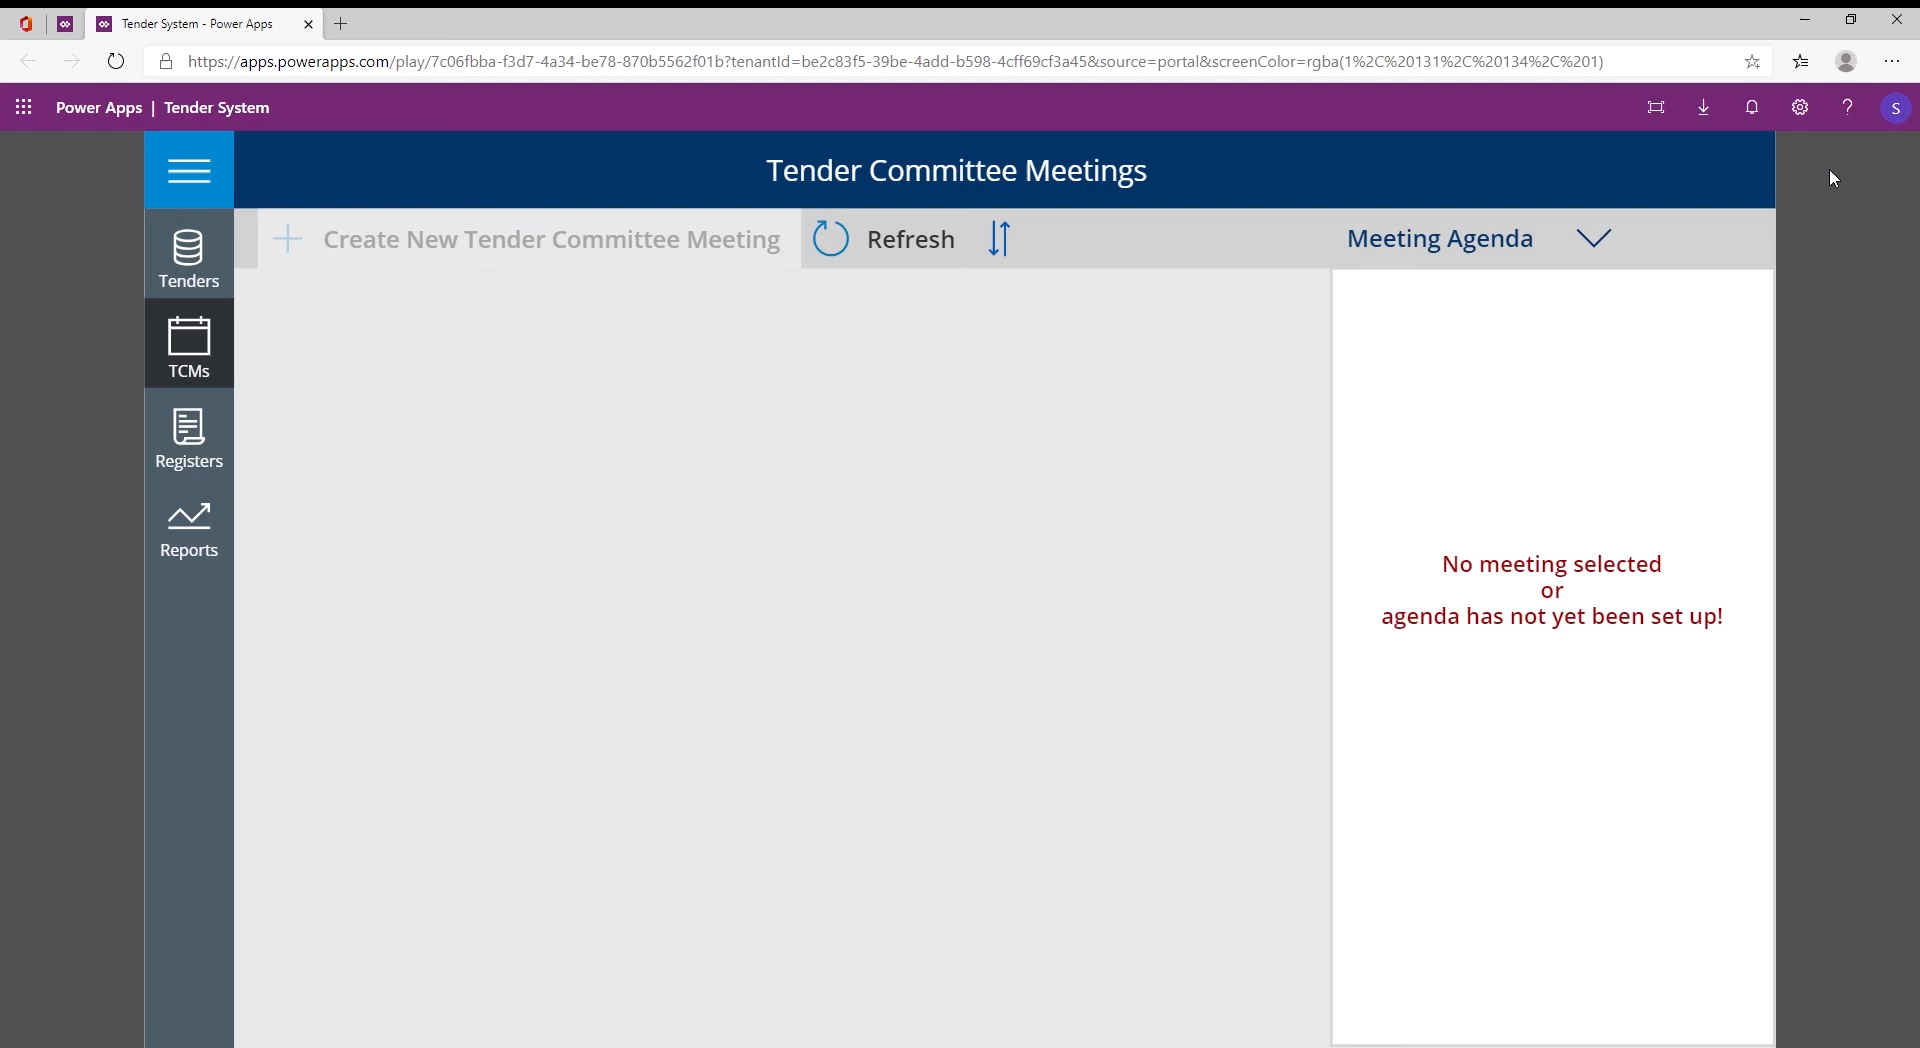 Tender System - Power Apps
https://apps.powerapps.com/play/7c06fbba-f3d7-4a34-be78-870b5562f01b?tenantId=be2c83f5-39be-4add-b598-4cff69cf3a45&source=portal&screenColor=rgba(1%2C%20131%2C%20134%2C%201)
Power Apps | Tender System
S
Tender Committee Meetings
Create New Tender Committee Meeting
Refresh
Meeting Agenda
Tenders
TCMs
Registers
Reports
No meeting selected
or
agenda has not yet been set up!